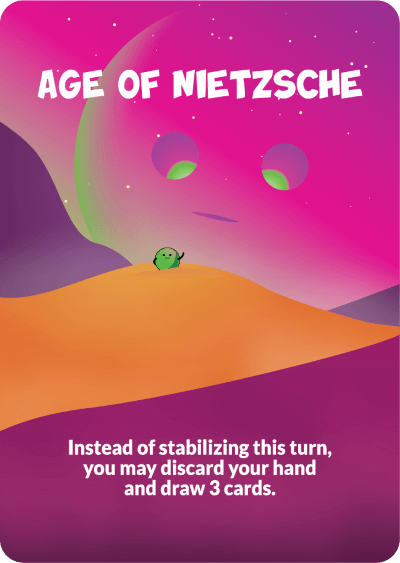 AGE OF NIETZSCHE
Instead of stabilizing this turn,
you may discard your hand
and draw 3 cards.